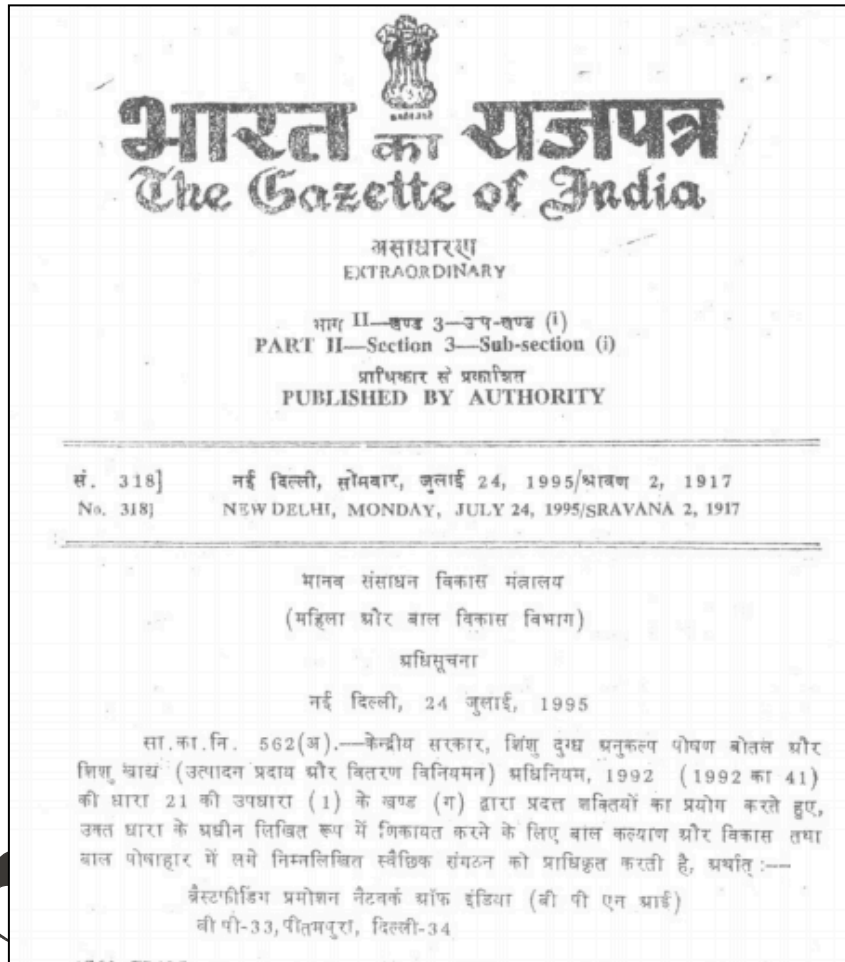 भारत का राजपत्र
The Gazette of India
असाधारण
EXTRAORDINARY
भाग II—खण्ड 3—उप-खण्ड (i)
PART II—Section 3—Sub-section (i)
प्राधिकार से प्रकाशित
PUBLISHED BY AUTHORITY
सं. 318] नई दिल्ली, सोमवार, जुलाई 24, 1995/श्रावण 2, 1917
No. 318] NEW DELHI, MONDAY, JULY 24, 1995/SRAVANA 2, 1917
मानव संसाधन विकास मंत्रालय
(महिला और बाल विकास विभाग)
अधिसूचना
नई दिल्ली, 24 जुलाई, 1995
सा.का.नि. 562(अ).—केन्द्रीय सरकार, शिशु दुग्ध अनुकल्प पोषण बोतल और
शिशु खाद्य (उत्पादन प्रदाय और वितरण विनियमन) अधिनियम, 1992 (1992 का 41)
की धारा 21 की उपधारा (1) के खण्ड (ग) द्वारा प्रदत्त शक्तियों का प्रयोग करते हुए,
उक्त धारा के अधीन लिखित रूप में शिकायत करने के लिए बाल कल्याण और विकास तथा
बाल पोषाहार में लगे निम्नलिखित स्वैच्छिक संगठन को प्राधिकृत करती है, अर्थात् :--
ब्रैस्टफीडिंग प्रमोशन नैटवर्क ऑफ इंडिया (बी पी एन आई)
बी पी-33, पीतमपुरा, दिल्ली-34